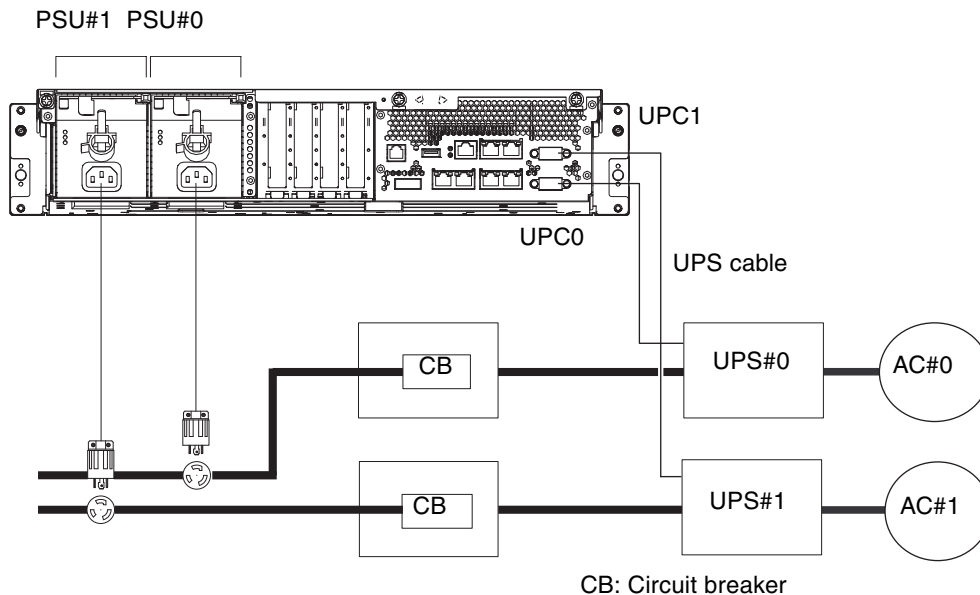 PSU#1 PSU#0
UPC1
UPC0
UPS cable
CB
UPS#0
AC#0
CB
UPS#1
AC#1
CB: Circuit breaker